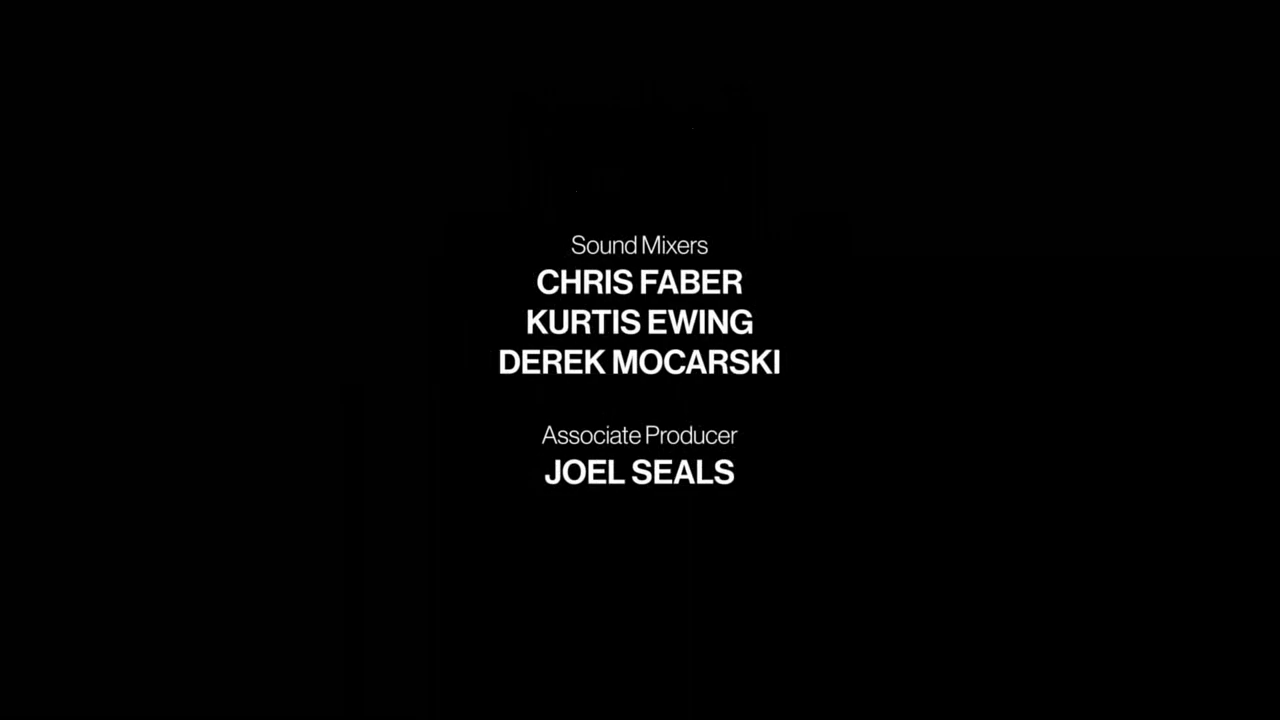 Sound Mixers
CHRIS FABER
KURTIS EWING
DEREK MOCARSKI
Associate Producer
JOEL SEALS